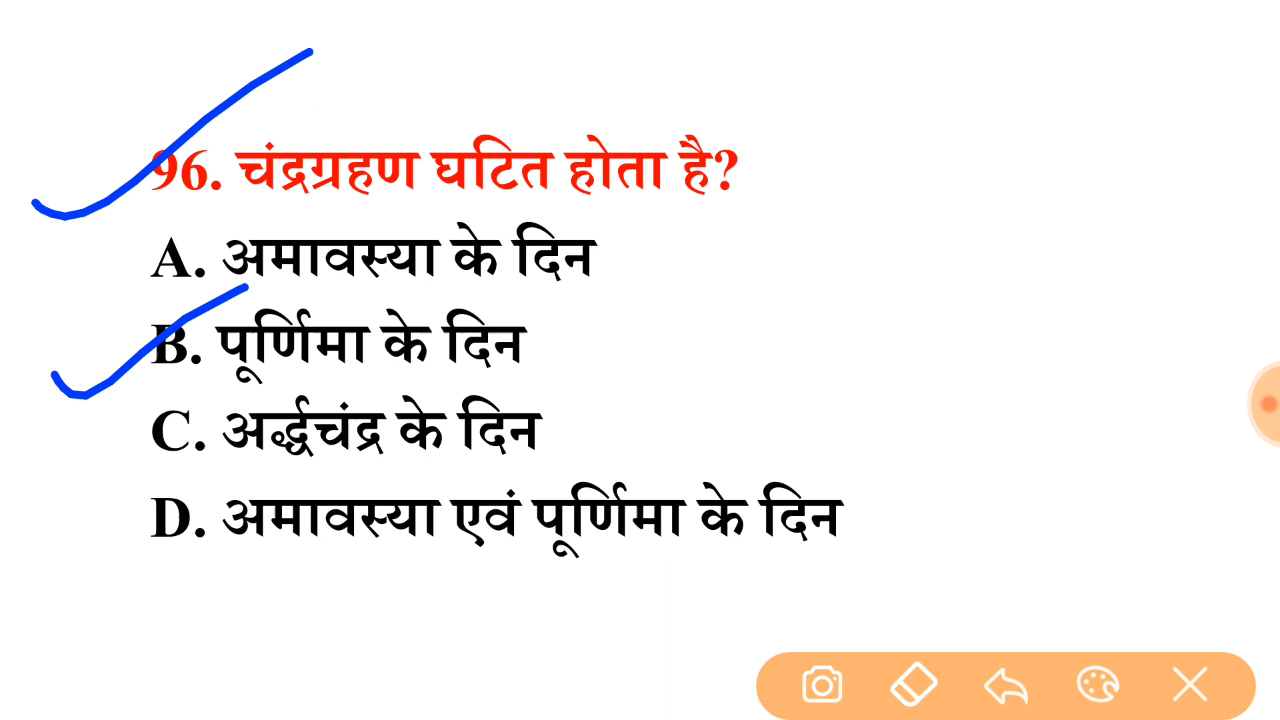 96. चंद्रग्रहण घटित होता है?
A. अमावस्या के दिन
B. पूर्णिमा के दिन
C. अर्द्धचंद्र के दिन
D. अमावस्या एवं पूर्णिमा के दिन